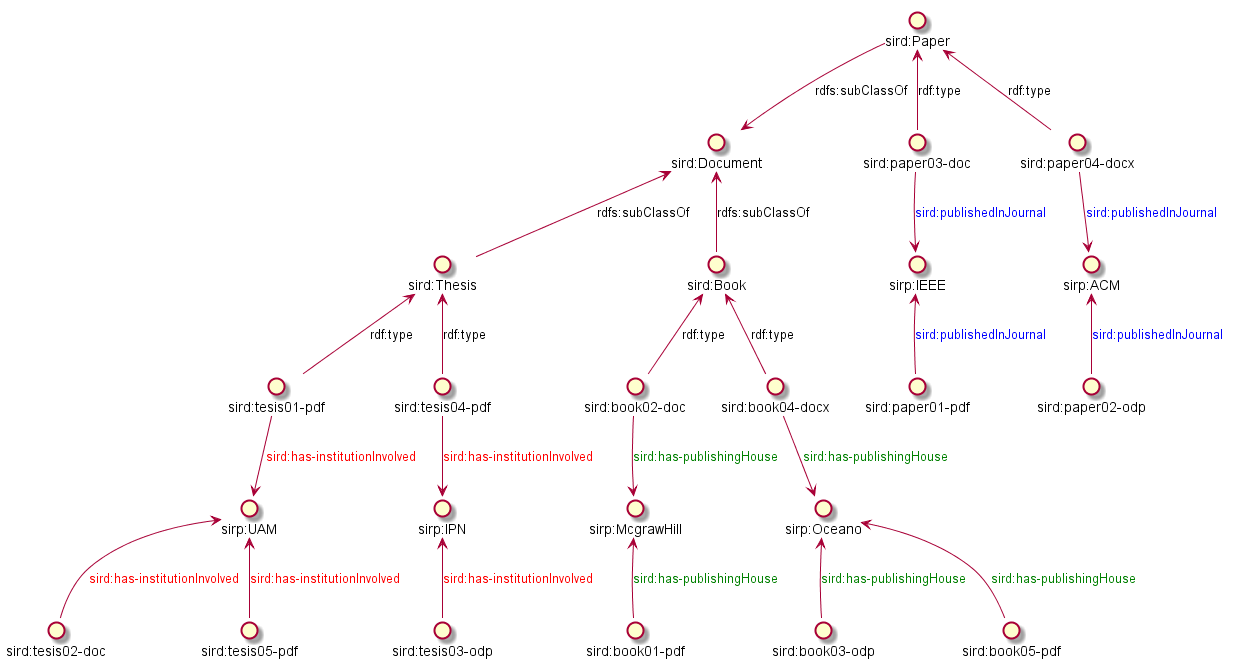 sird:Paper
rdfs:subClassOf rdf:type rdf:type
sird:Document sird:paper03-doc sird:paper04-docx
rdfs:subClassOf rdfs:subClassOf sird:publishedInJournal sird:publishedInJournal
sird:Thesis sird:Book sirp:IEEE sirp:ACM
rdf:type rdf:type rdf:type rdf:type sird:publishedInJournal sird:publishedInJournal
sird:tesis01-pdf sird:tesis04-pdf sird:book02-doc sird:book04-docx sird:paper01-pdf sird:paper02-odp
sird:has-institutionInvolved sird:has-institutionInvolved sird:has-publishingHouse sird:has-publishingHouse
sirp:UAM sirp:IPN sirp:McgrawHill sirp:Oceano
sird:has-institutionInvolved sird:has-institutionInvolved sird:has-institutionInvolved sird:has-publishingHouse sird:has-publishingHouse sird:has-publishingHouse
sird:tesis02-doc sird:tesis05-pdf sird:tesis03-odp sird:book01-pdf sird:book03-odp sird:book05-pdf